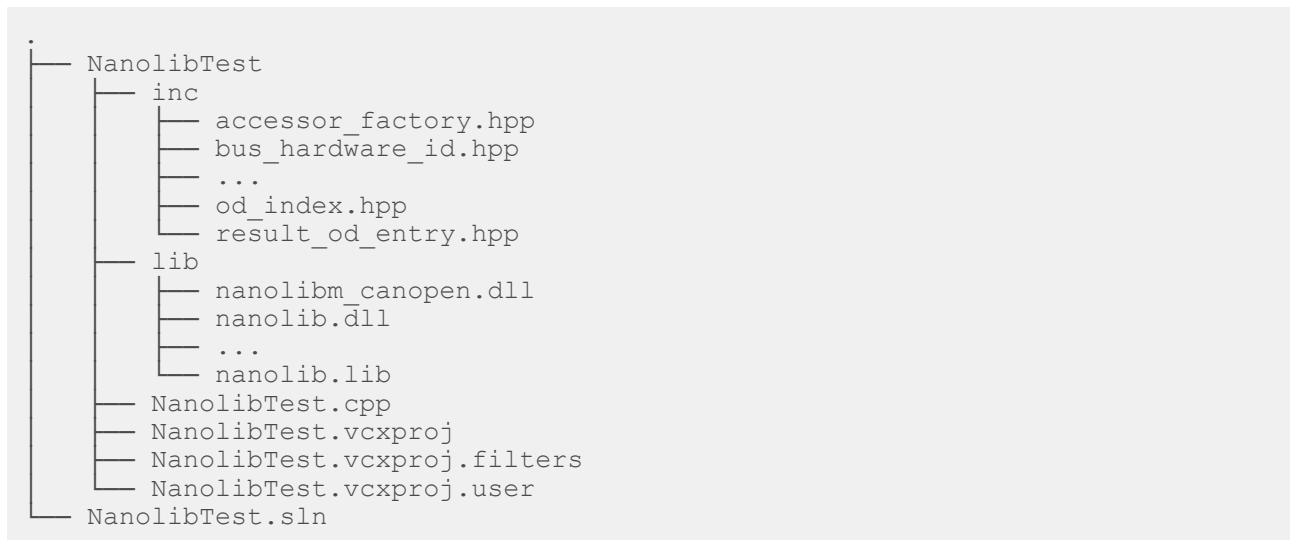 .
├── NanolibTest
│   ├── inc
│   │   ├── accessor_factory.hpp
│   │   ├── bus_hardware_id.hpp
│   │   ├── ...
│   │   ├── od_index.hpp
│   │   └── result_od_entry.hpp
│   ├── lib
│   │   ├── nanolibm_canopen.dll
│   │   ├── nanolib.dll
│   │   ├── ...
│   │   └── nanolib.lib
│   ├── NanolibTest.cpp
│   ├── NanolibTest.vcxproj
│   ├── NanolibTest.vcxproj.filters
│   └── NanolibTest.vcxproj.user
└── NanolibTest.sln